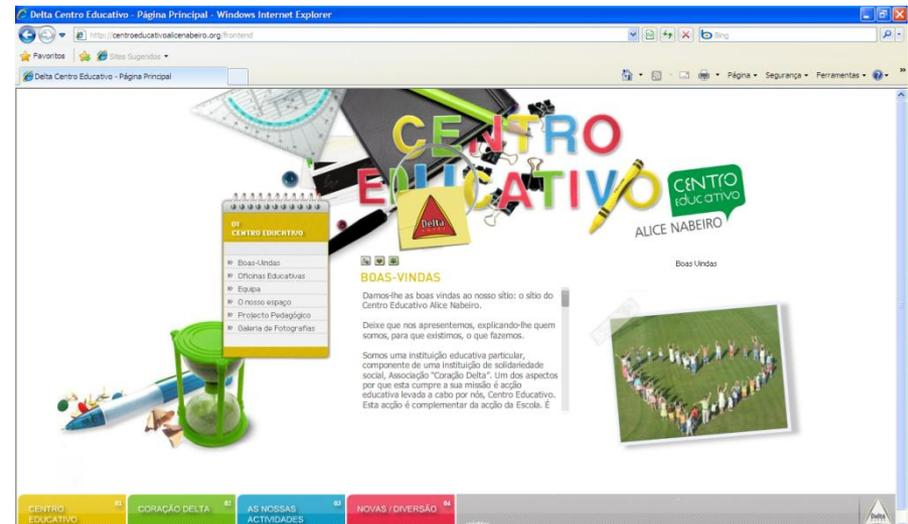 Delta Centro Educativo - Página Principal - Windows Internet Explorer
http://centroeducativoalicenabeiro.org/frontend
Bing
Favoritos
Sites Sugeridos
Delta Centro Educativo - Página Principal
Página
Segurança
Ferramentas
CENTRO
EDUCATIVO
Delta
CENTRO
EDUCATIVO
ALICE NABEIRO
01
CENTRO EDUCATIVO
Boas-Vindas
Oficinas Educativas
Equipa
O nosso espaço
Projecto Pedagógico
Galeria de Fotografias
BOAS-VINDAS
Damos-lhe as boas vindas ao nosso sítio: o sítio do
Centro Educativo Alice Nabeiro.
Deixe que nos apresentemos, explicando-lhe quem
somos, para que existimos, o que fazemos.
Somos uma instituição educativa particular,
componente de uma instituição de solidariedade
social, Associação "Coração Delta". Um dos aspectos
por que esta cumpre a sua missão é acção
educativa levada a cabo por nós, Centro Educativo.
Esta acção é complementar da acção da Escola. É
Boas Vindas
CENTRO
EDUCATIVO
01
CORAÇÃO DELTA
02
AS NOSSAS
ACTIVIDADES
03
NOVAS / DIVERSÃO
04
Delta